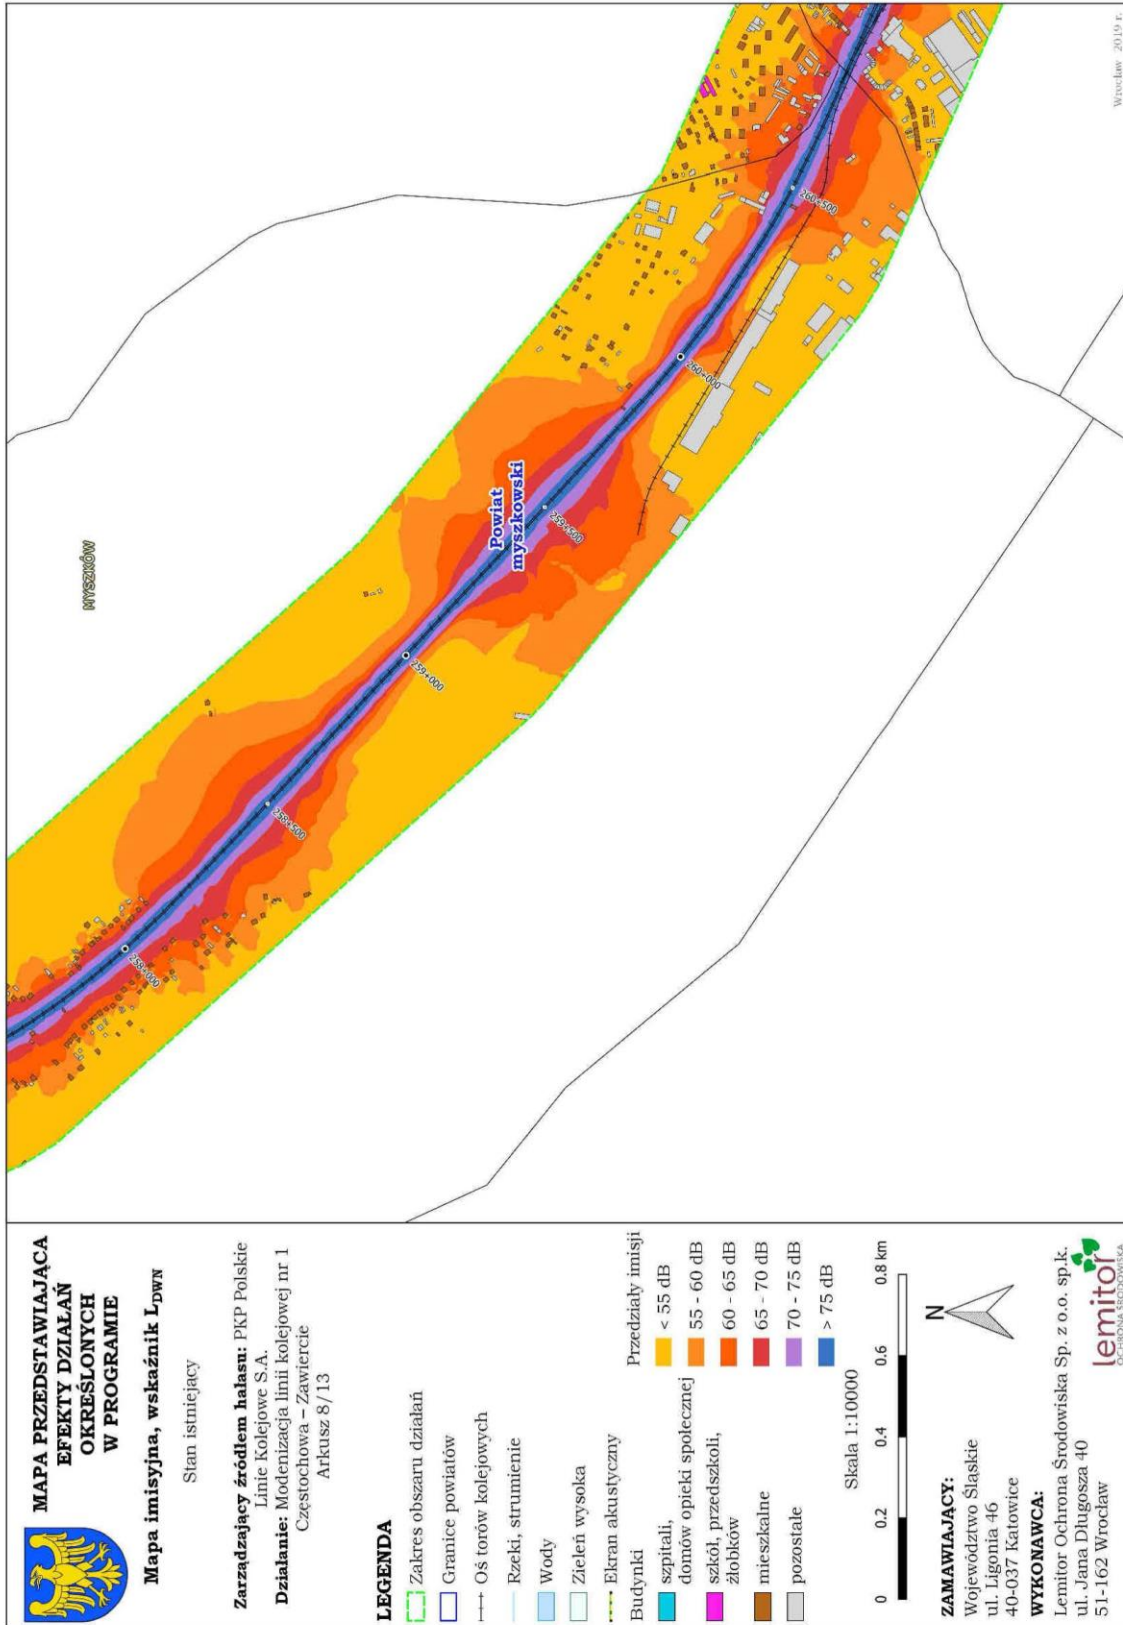 MAPA PRZEDSTAWIAJĄCA
EFEKTY DZIAŁAŃ
OKREŚLONYCH
W PROGRAMIE
Mapa imisyjna, wskaźnik LDWN
Stan istniejący
Zarządzający źródłem hałasu: PKP Polskie
Linie Kolejowe S.A.
Działanie: Modenizacja linii kolejowej nr 1
Częstochowa – Zawiercie
Arkusz 8/13
LEGENDA
Zakres obszaru działań
Granice powiatów
Oś torów kolejowych
Rzeki, strumienie
Wody
Zieleń wysoka
Ekran akustyczny
Budynki
szpitali,
domów opieki społecznej
szkół, przedszkoli,
żłobków
mieszkalne
pozostałe
Przedziały imisji
< 55 dB
55 - 60 dB
60 - 65 dB
65 - 70 dB
70 - 75 dB
> 75 dB
Skala 1:10000
0 0.2 0.4 0.6 0.8 km
N
ZAMAWIAJĄCY:
Województwo Śląskie
ul. Ligonia 46
40-037 Katowice
WYKONAWCA:
Lemitor Ochrona Środowiska Sp. z o.o. sp.k.
ul. Jana Długosza 40
51-162 Wrocław
lemitor
OCHRONA ŚRODOWISKA
MYSZKÓW
Powiat
myszkowski
258+000
258+500
259+000
259+500
260+000
260+500
Wrocław 2019 r.